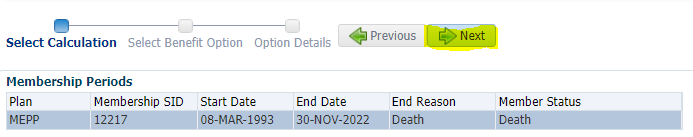 Select Calculation Select Benefit Option Option Details Previous Next
Membership Periods
Plan Membership SID Start Date End Date End Reason Member Status
MEPP 12217 08-MAR-1993 30-NOV-2022 Death Death